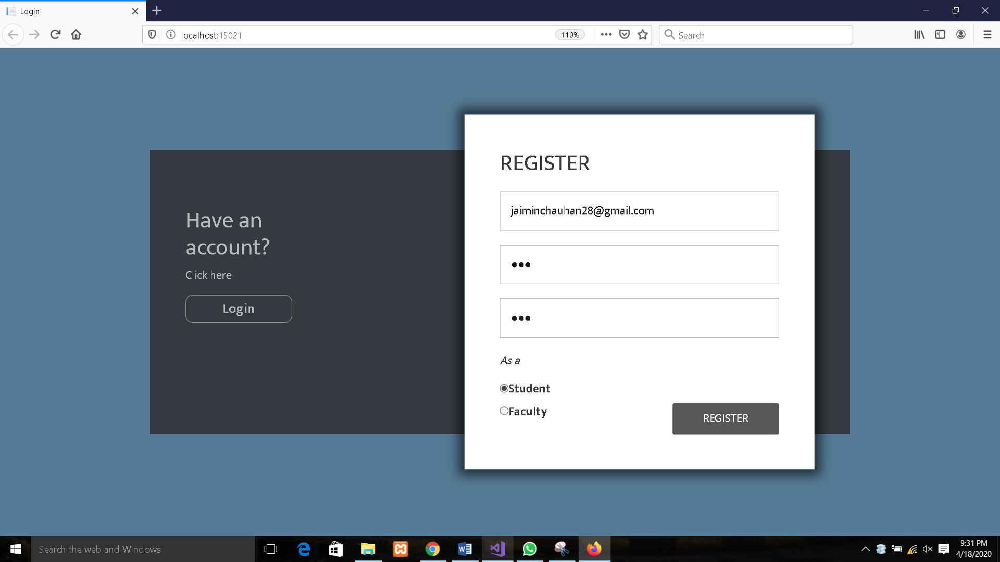 Login
localhost:15021
110%
Search
REGISTER
jaiminchauhan28@gmail.com
Have an
account?
Click here
Login
As a
Student
Faculty
REGISTER
Search the web and Windows
9:31 PM
4/18/2020